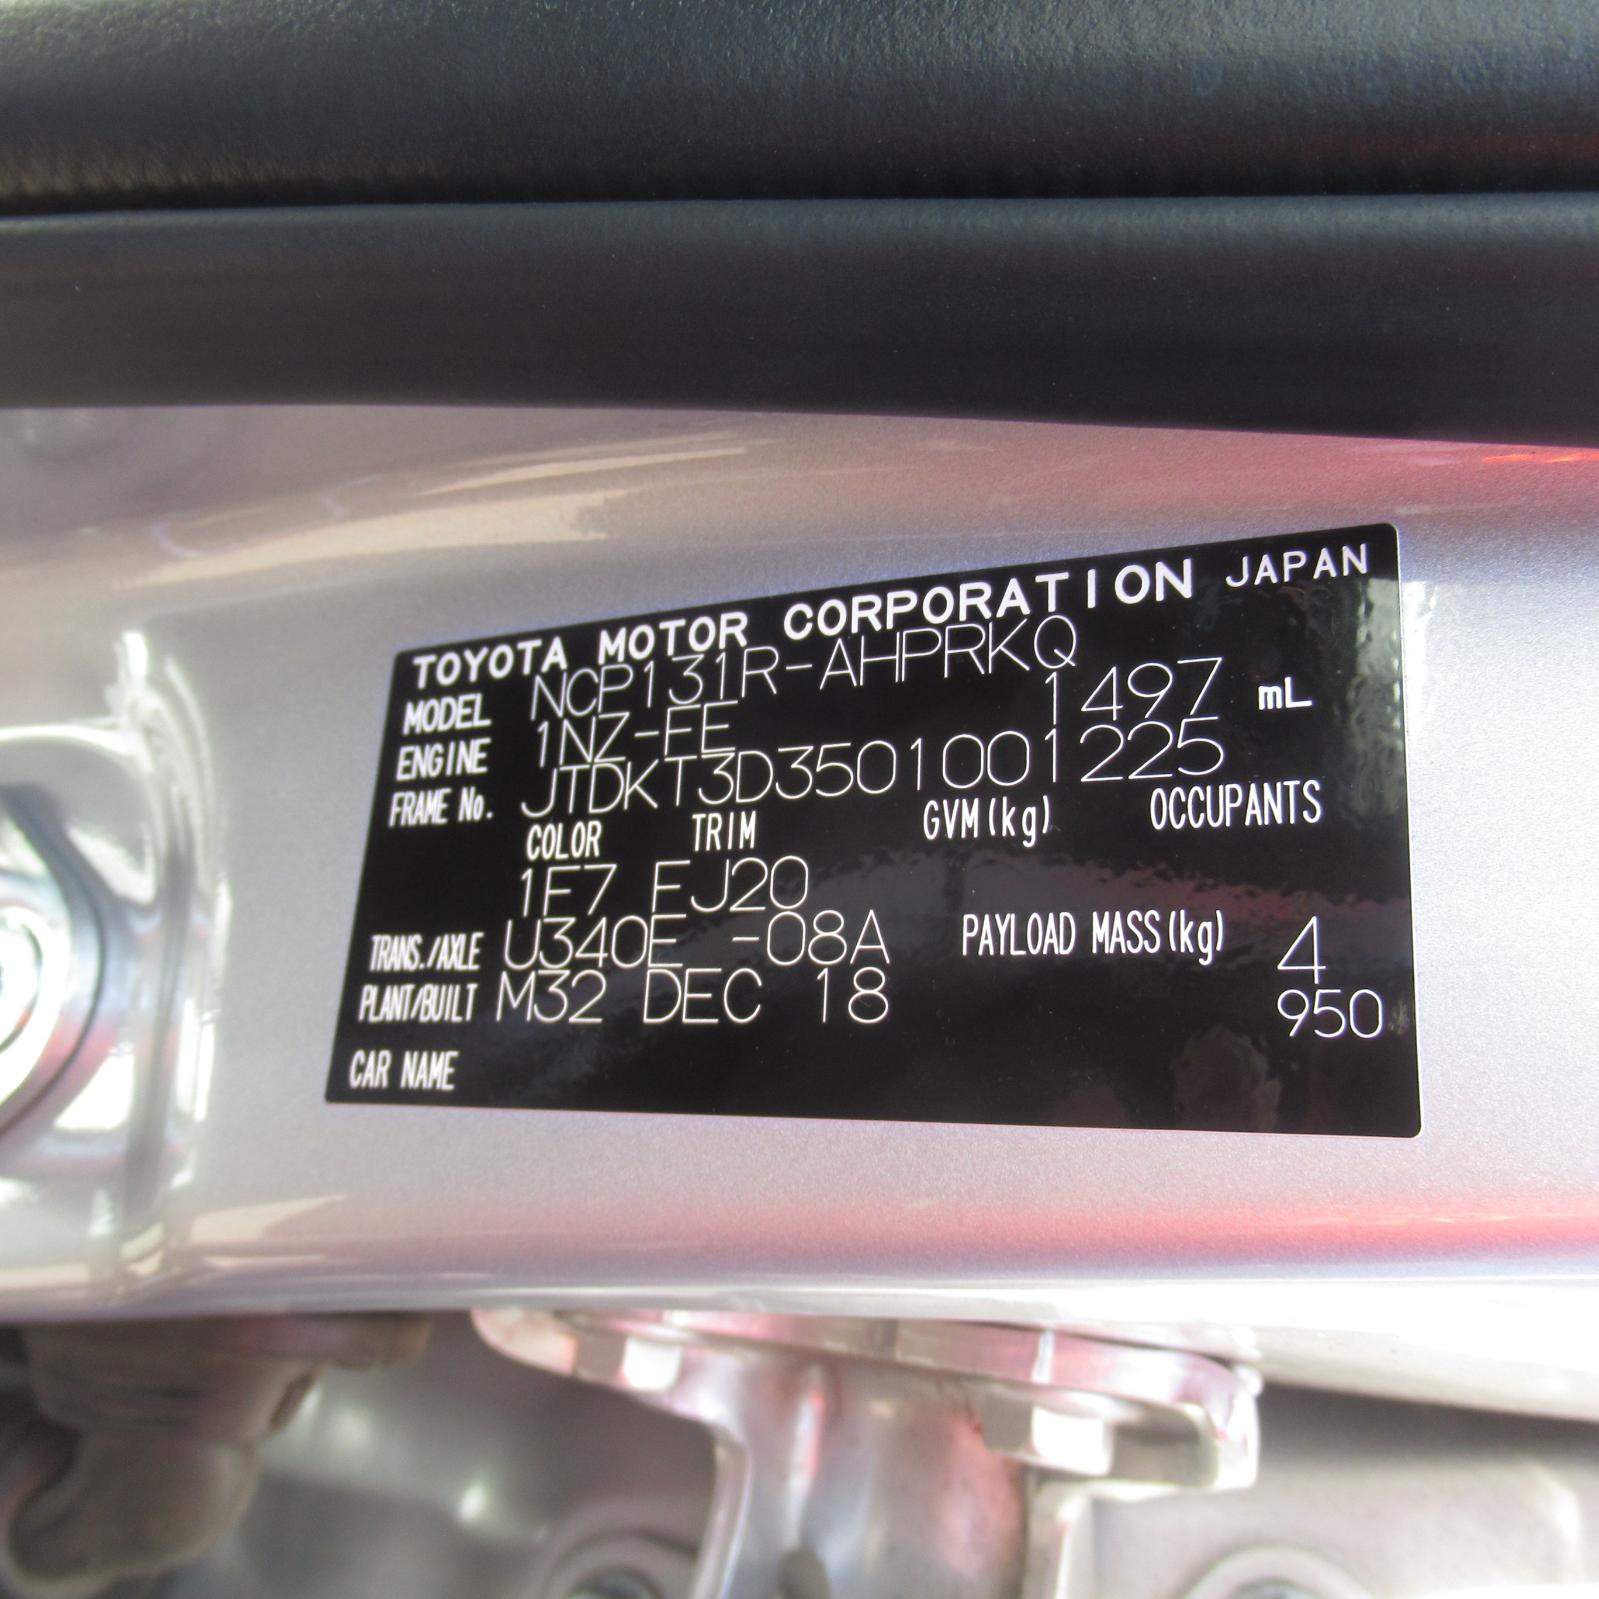 TOYOTA MOTOR CORPORATION JAPAN
MODEL NCP131R-AHPRKQ
ENGINE 1NZ-FE 1497 mL
FRAME No. JTDKT3D3501001225
COLOR TRIM GVM(kg) OCCUPANTS
1F7 FJ20
TRANS./AXLE U340E -08A PAYLOAD MASS(kg) 4
PLANT/BUILT M32 DEC 18 950
CAR NAME